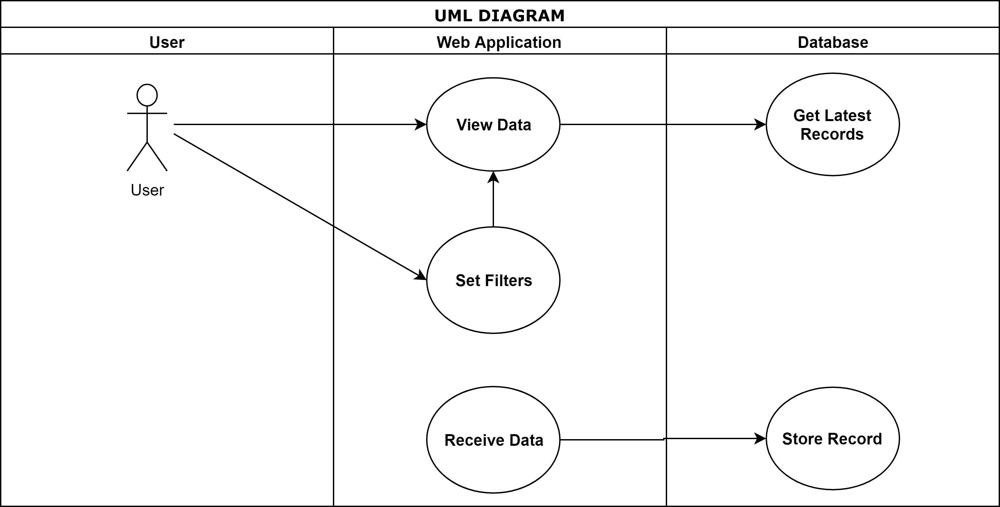 UML DIAGRAM
User
Web Application
Database
View Data
Get Latest
Records
User
Set Filters
Receive Data
Store Record